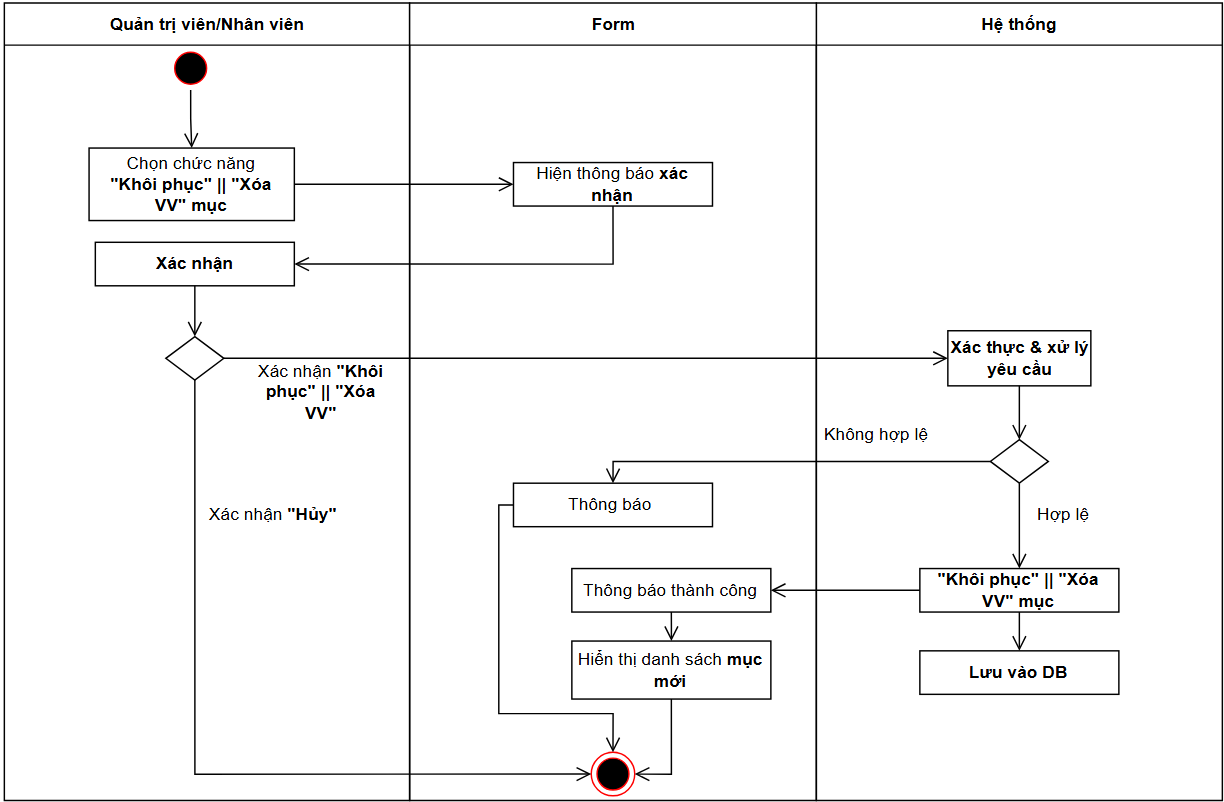 Quản trị viên/Nhân viên
Form
Hệ thống
Chọn chức năng
"Khôi phục" || "Xóa
VV" mục
Hiện thông báo xác
nhận
Xác nhận
Xác nhận "Khôi
phục" || "Xóa
VV"
Xác thực & xử lý
yêu cầu
Không hợp lệ
Thông báo
Xác nhận "Hủy"
Hợp lệ
"Khôi phục" || "Xóa
VV" mục
Thông báo thành công
Hiển thị danh sách mục
mới
Lưu vào DB